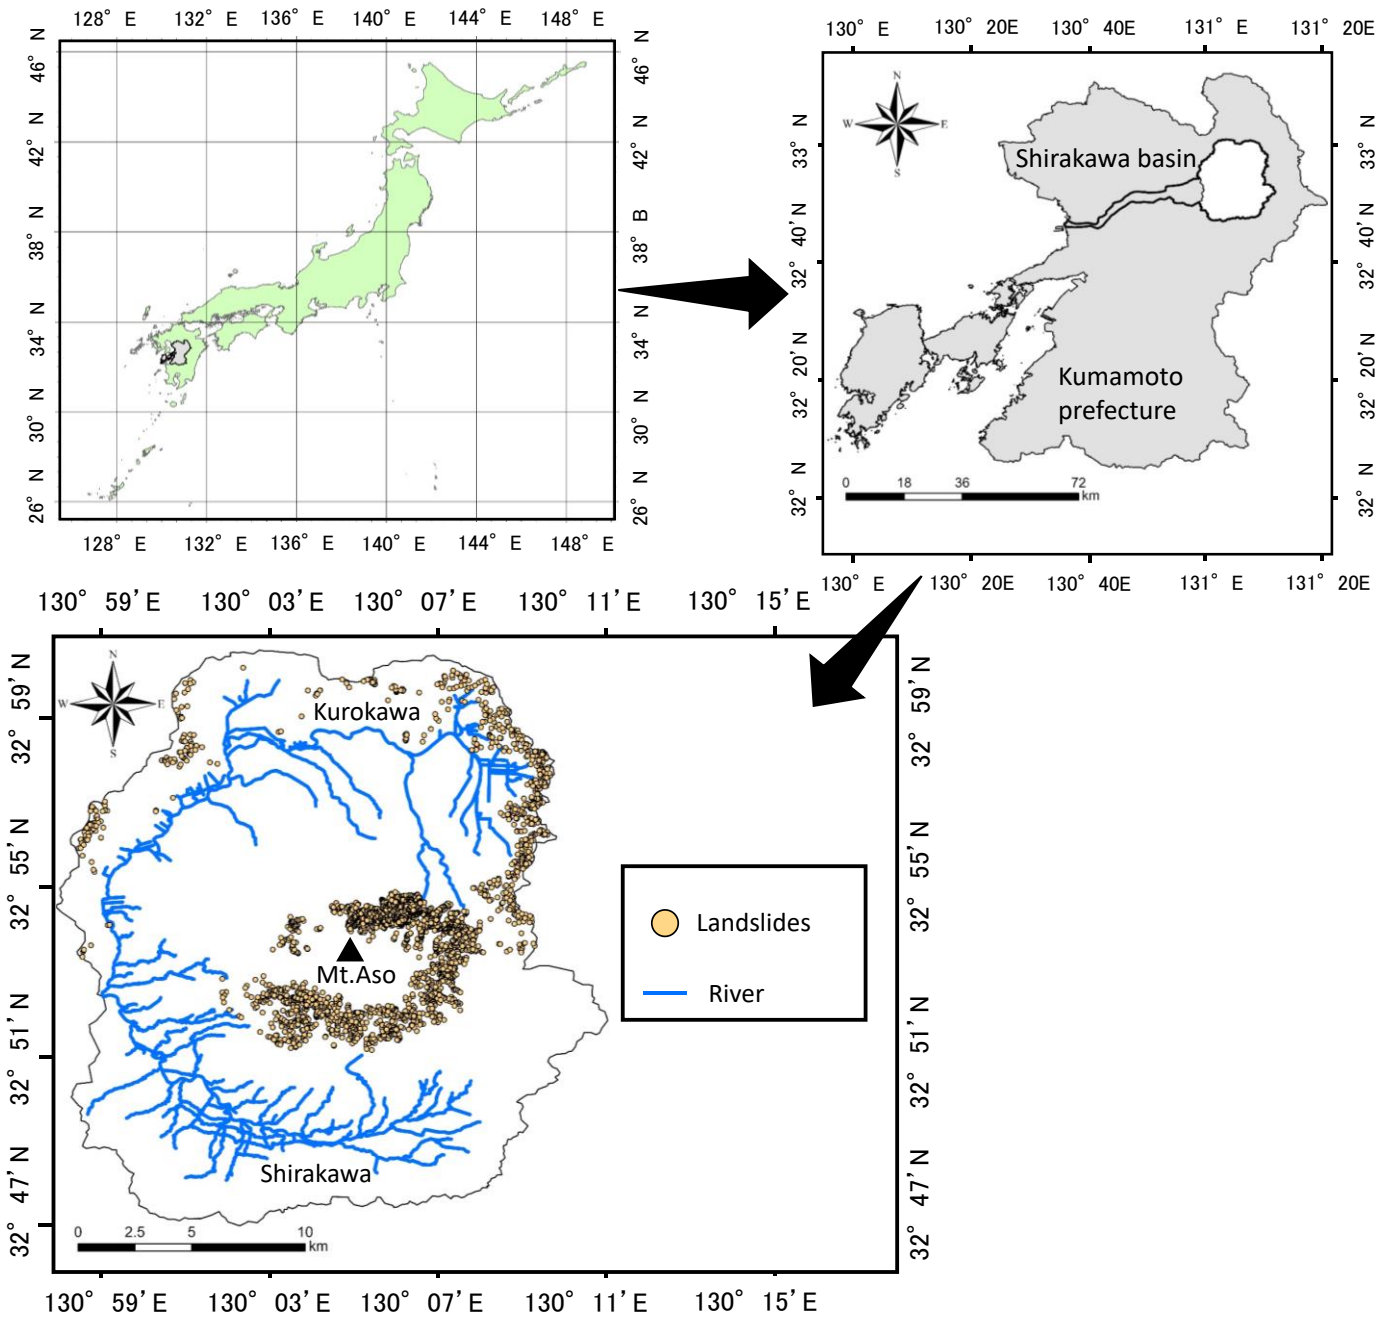 128° E 132° E 136° E 140° E 144° E 148° E
46° N
42° N
38° N
34° N
30° N
26° N
46° N
42° N
38° B
34° N
30° N
26° N
128° E 132° E 136° E 140° E 144° E 148° E
130° E 130° 20E 130° 40E 131° E 131° 20E
33° N
32° 40' N
32° 20' N
32° N
33° N
32° 40' N
32° 20' N
32° N
N
W E
S
Shirakawa basin
Kumamoto
prefecture
0 18 36 72
km
130° E 130° 20E 130° 40E 131° E 131° 20E
130° 59' E 130° 03' E 130° 07' E 130° 11' E 130° 15' E
32° 59' N
32° 55' N
32° 51' N
32° 47' N
32° 59' N
32° 55' N
32° 51' N
32° 47' N
N
W E
S
Kurokawa
Mt.Aso
Shirakawa
Landslides
River
0 2.5 5 10
km
130° 59' E 130° 03' E 130° 07' E 130° 11' E 130° 15' E